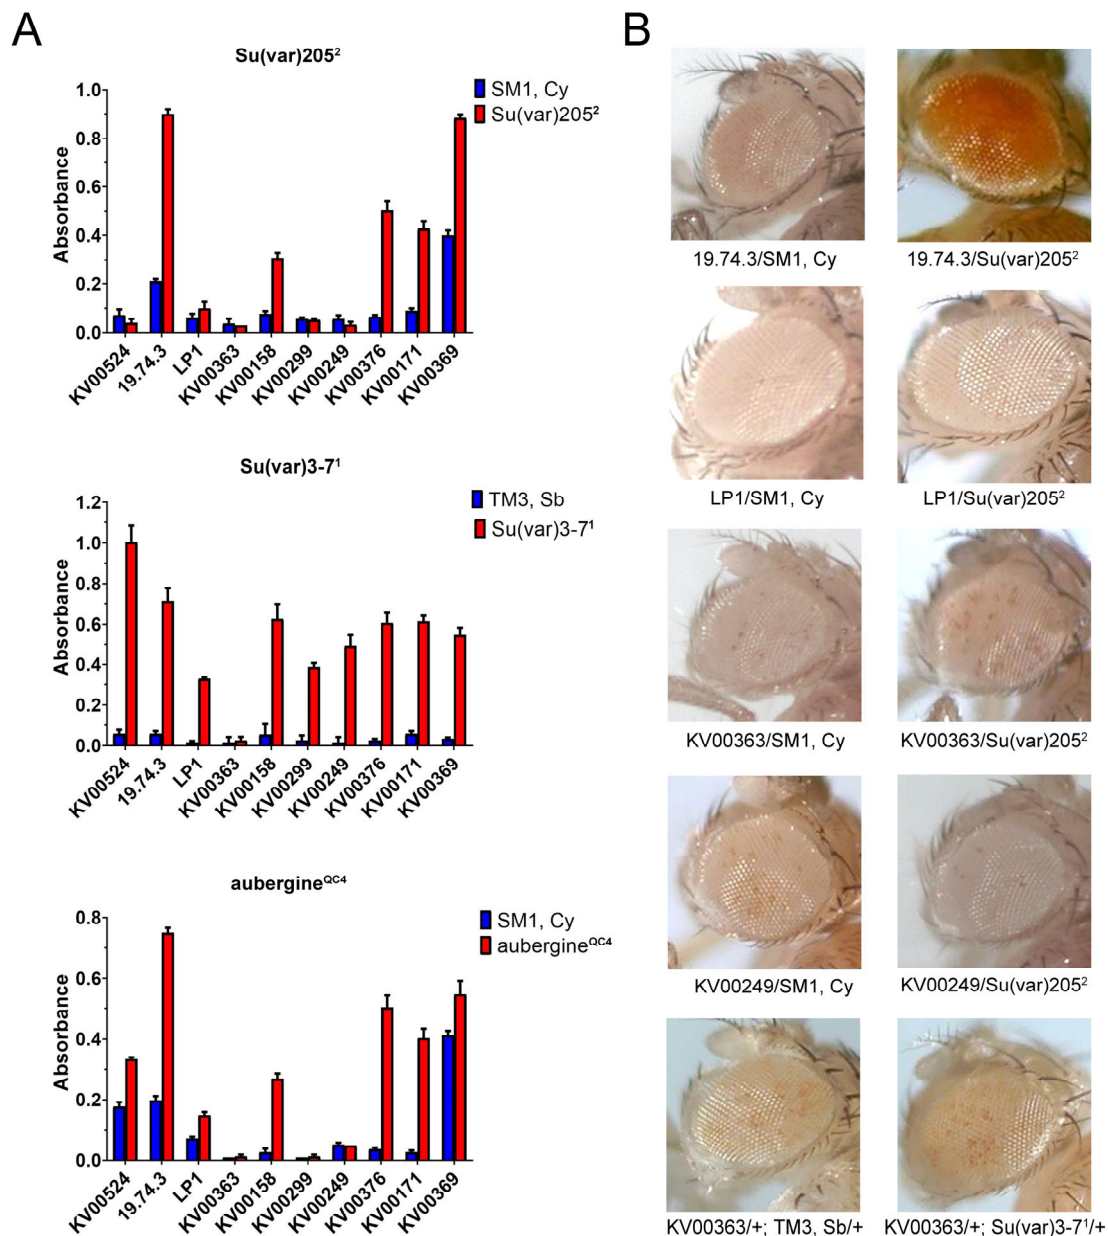 A
Su(var)205²
SM1, Cy
Su(var)205²
Absorbance
1.0
0.8
0.6
0.4
0.2
0.0
KV00524
19.74.3
LP1
KV00363
KV00158
KV00299
KV00249
KV00376
KV00171
KV00369
Su(var)3-7¹
TM3, Sb
Su(var)3-7¹
Absorbance
1.2
1.0
0.8
0.6
0.4
0.2
0.0
KV00524
19.74.3
LP1
KV00363
KV00158
KV00299
KV00249
KV00376
KV00171
KV00369
aubergineQC4
SM1, Cy
aubergineQC4
Absorbance
0.8
0.6
0.4
0.2
0.0
KV00524
19.74.3
LP1
KV00363
KV00158
KV00299
KV00249
KV00376
KV00171
KV00369
B
19.74.3/SM1, Cy
19.74.3/Su(var)205²
LP1/SM1, Cy
LP1/Su(var)205²
KV00363/SM1, Cy
KV00363/Su(var)205²
KV00249/SM1, Cy
KV00249/Su(var)205²
KV00363/+; TM3, Sb/+
KV00363/+; Su(var)3-7¹/+